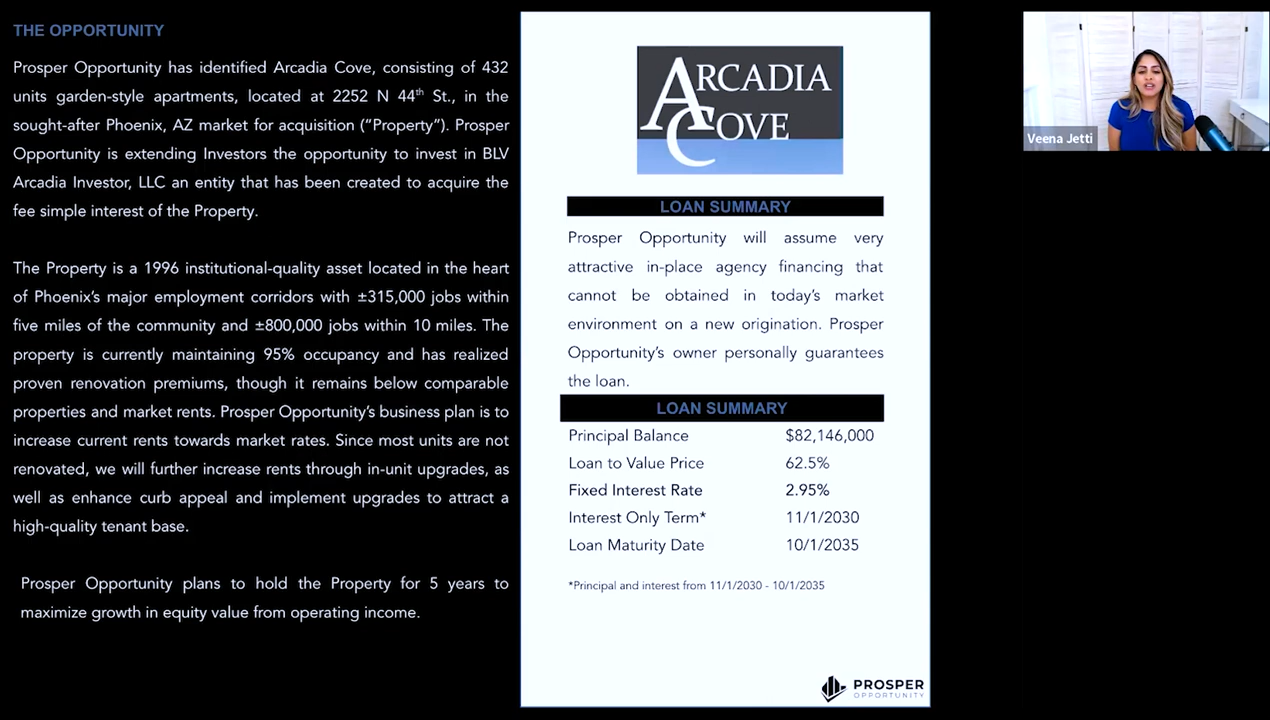 THE OPPORTUNITY
Prosper Opportunity has identified Arcadia Cove, consisting of 432
units garden-style apartments, located at 2252 N 44th St., in the
sought-after Phoenix, AZ market for acquisition (“Property”). Prosper
Opportunity is extending Investors the opportunity to invest in BLV
Arcadia Investor, LLC an entity that has been created to acquire the
fee simple interest of the Property.
The Property is a 1996 institutional-quality asset located in the heart
of Phoenix’s major employment corridors with ±315,000 jobs within
five miles of the community and ±800,000 jobs within 10 miles. The
property is currently maintaining 95% occupancy and has realized
proven renovation premiums, though it remains below comparable
properties and market rents. Prosper Opportunity’s business plan is to
increase current rents towards market rates. Since most units are not
renovated, we will further increase rents through in-unit upgrades, as
well as enhance curb appeal and implement upgrades to attract a
high-quality tenant base.
Prosper Opportunity plans to hold the Property for 5 years to
maximize growth in equity value from operating income.
ARCADIA
COVE
LOAN SUMMARY
Prosper Opportunity will assume very
attractive in-place agency financing that
cannot be obtained in today’s market
environment on a new origination. Prosper
Opportunity’s owner personally guarantees
the loan.
LOAN SUMMARY
Principal Balance $82,146,000
Loan to Value Price 62.5%
Fixed Interest Rate 2.95%
Interest Only Term* 11/1/2030
Loan Maturity Date 10/1/2035
*Principal and interest from 11/1/2030 - 10/1/2035
PROSPER
OPPORTUNITY
Veena Jetti